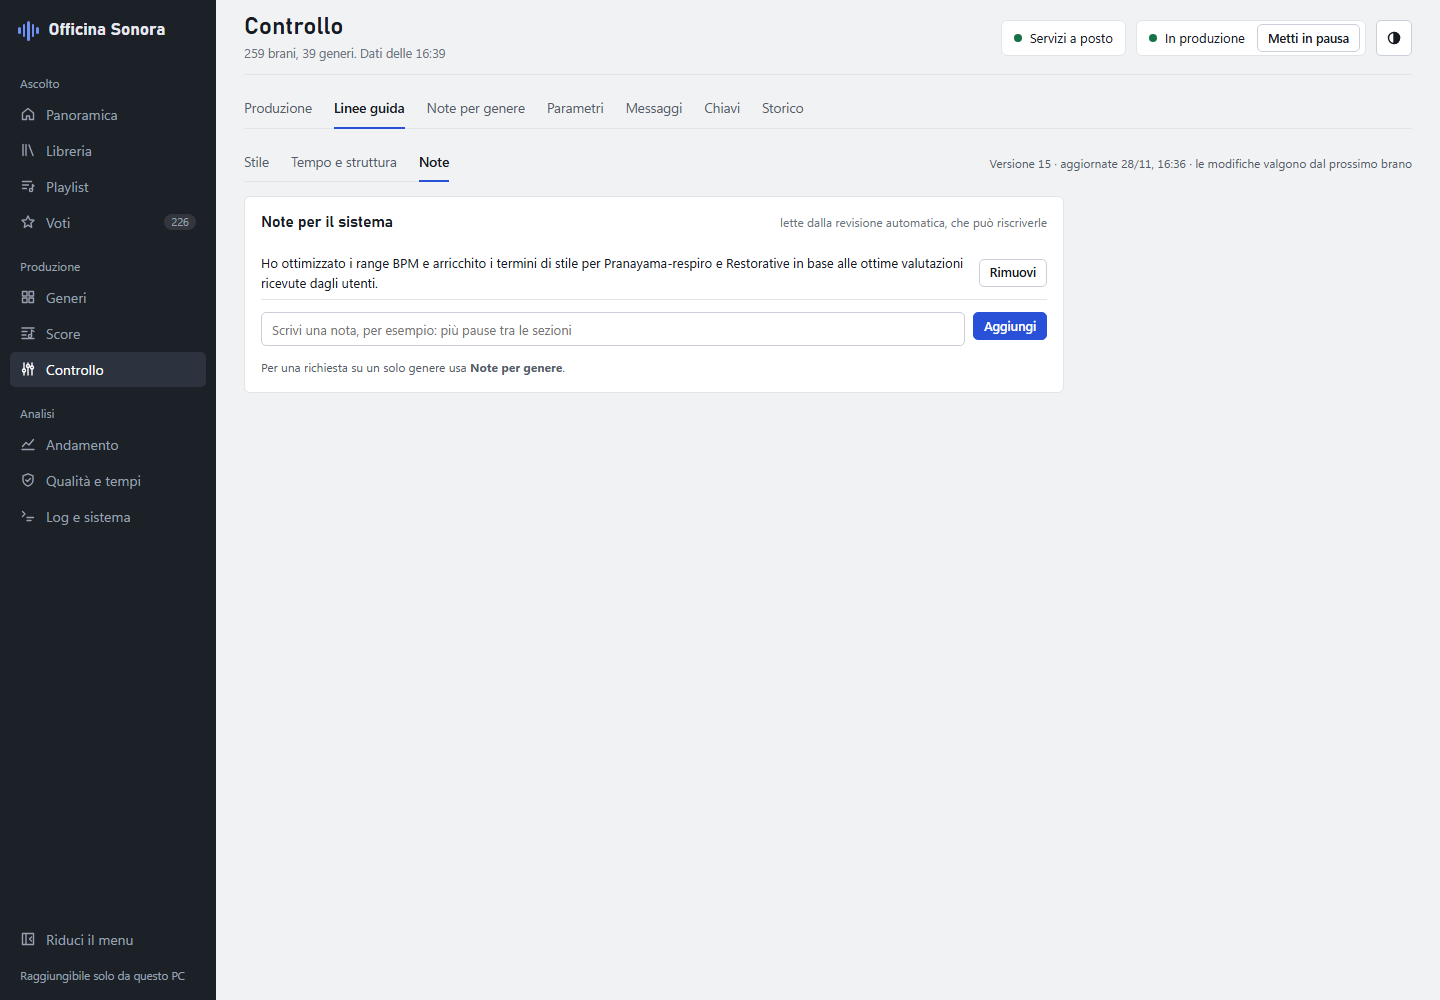 Officina Sonora
Ascolto
Panoramica
Libreria
Playlist
Voti 226
Produzione
Generi
Score
Controllo
Analisi
Andamento
Qualità e tempi
Log e sistema
Riduci il menu
Raggiungibile solo da questo PC
Controllo
259 brani, 39 generi. Dati delle 16:39
Servizi a posto
In produzione Metti in pausa
Produzione Linee guida Note per genere Parametri Messaggi Chiavi Storico
Stile Tempo e struttura Note
Versione 15 · aggiornate 28/11, 16:36 · le modifiche valgono dal prossimo brano
Note per il sistema
lette dalla revisione automatica, che può riscriverle
Ho ottimizzato i range BPM e arricchito i termini di stile per Pranayama-respiro e Restorative in base alle ottime valutazioni
ricevute dagli utenti.
Rimuovi
Scrivi una nota, per esempio: più pause tra le sezioni
Aggiungi
Per una richiesta su un solo genere usa Note per genere.